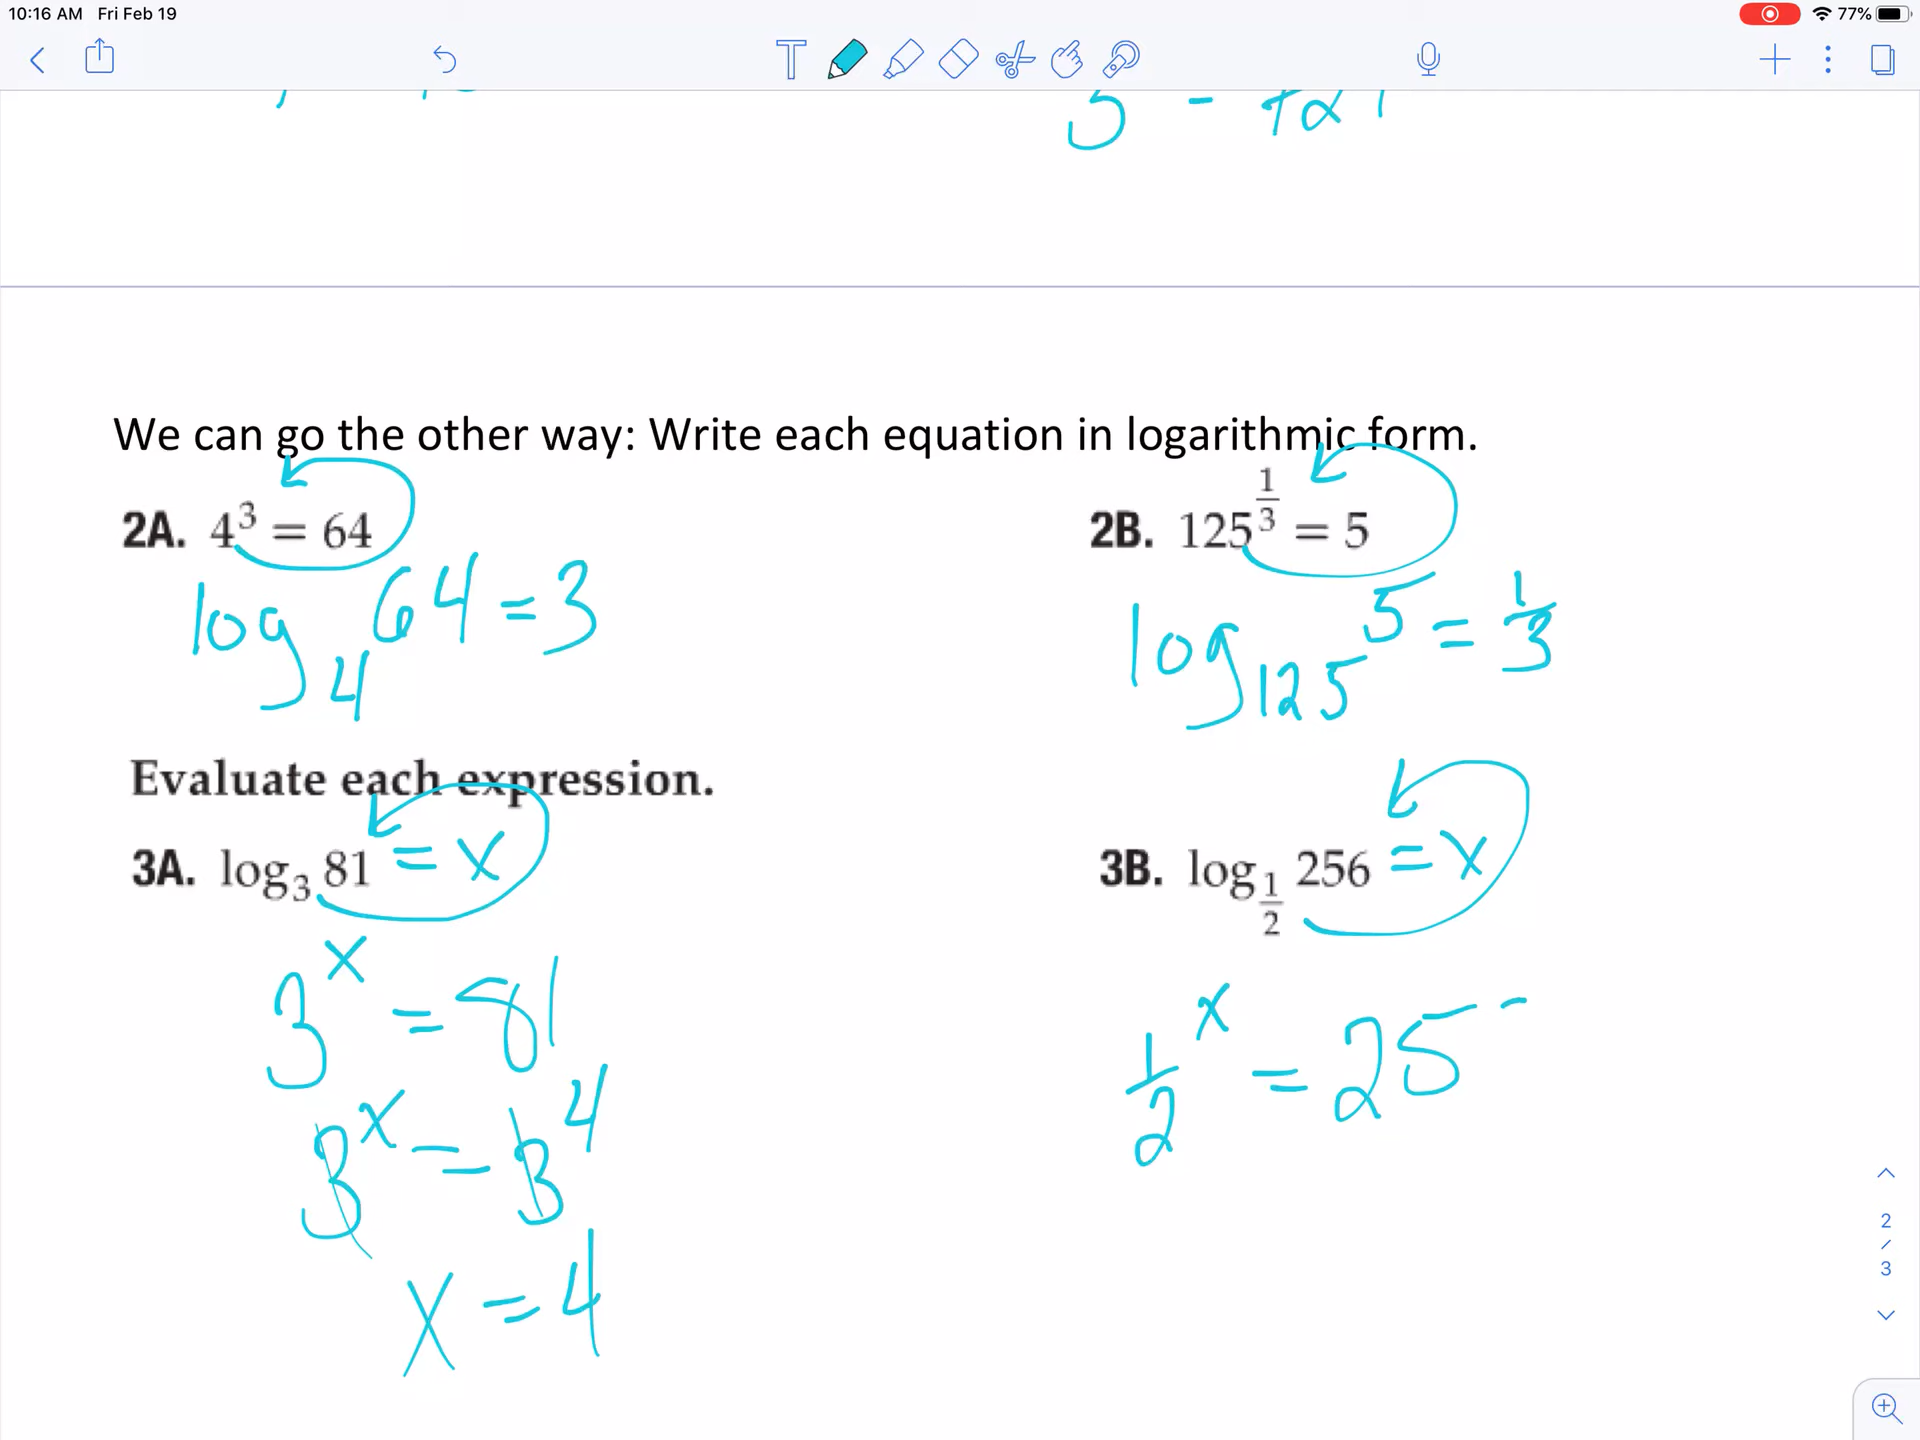 10:16 AM Fri Feb 19
77%
T
We can go the other way: Write each equation in logarithmic form.
2A. 4³ = 64
log₄ 64 = 3
2B. 125^(1/3) = 5
log₁₂₅ 5 = 1/3
Evaluate each expression.
3A. log₃ 81 = x
3^x = 81
3^x = 3^4
x = 4
3B. log_(1/2) 256 = x
1/2^x = 25
2
/
3